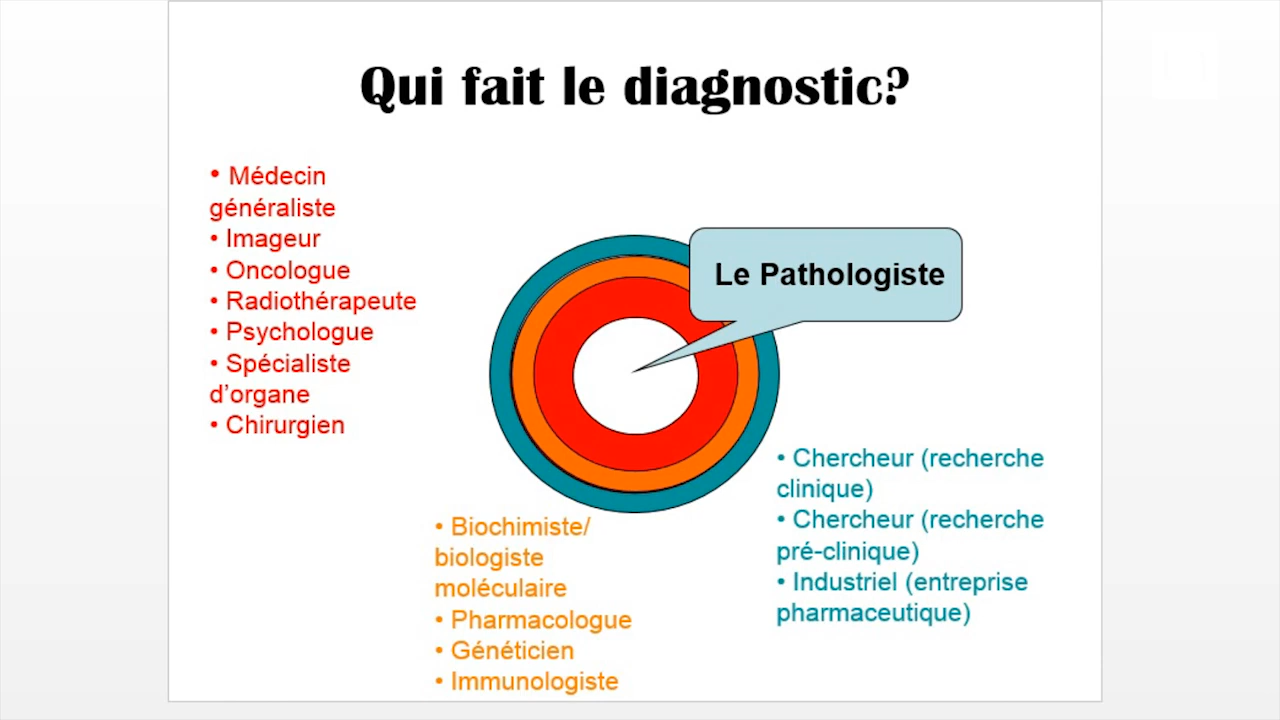 Qui fait le diagnostic?
• Médecin
généraliste
• Imageur
• Oncologue
• Radiothérapeute
• Psychologue
• Spécialiste
d’organe
• Chirurgien
Le Pathologiste
• Chercheur (recherche
clinique)
• Chercheur (recherche
pré-clinique)
• Industriel (entreprise
pharmaceutique)
• Biochimiste/
biologiste
moléculaire
• Pharmacologue
• Généticien
• Immunologiste